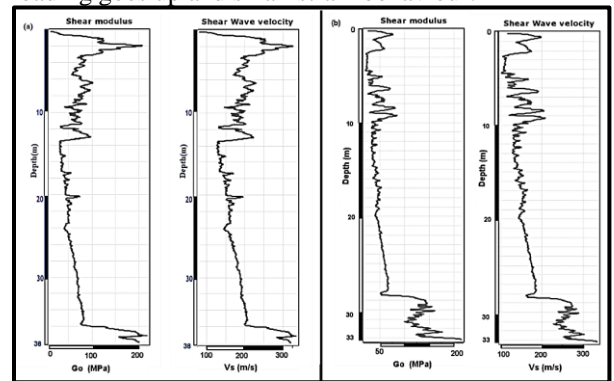 (a) Shear modulus Shear Wave velocity (b) Shear modulus Shear Wave velocity
0 0
10 10 10 10
Depth(m) Depth(m) Depth (m) Depth (m)
20 20 20 20
30 30 30 30
38 38 33 33
0 100 200 100 200 300 50 200 100 200 300
Go (MPa) Vs (m/s) Go (MPa) Vs (m/s)